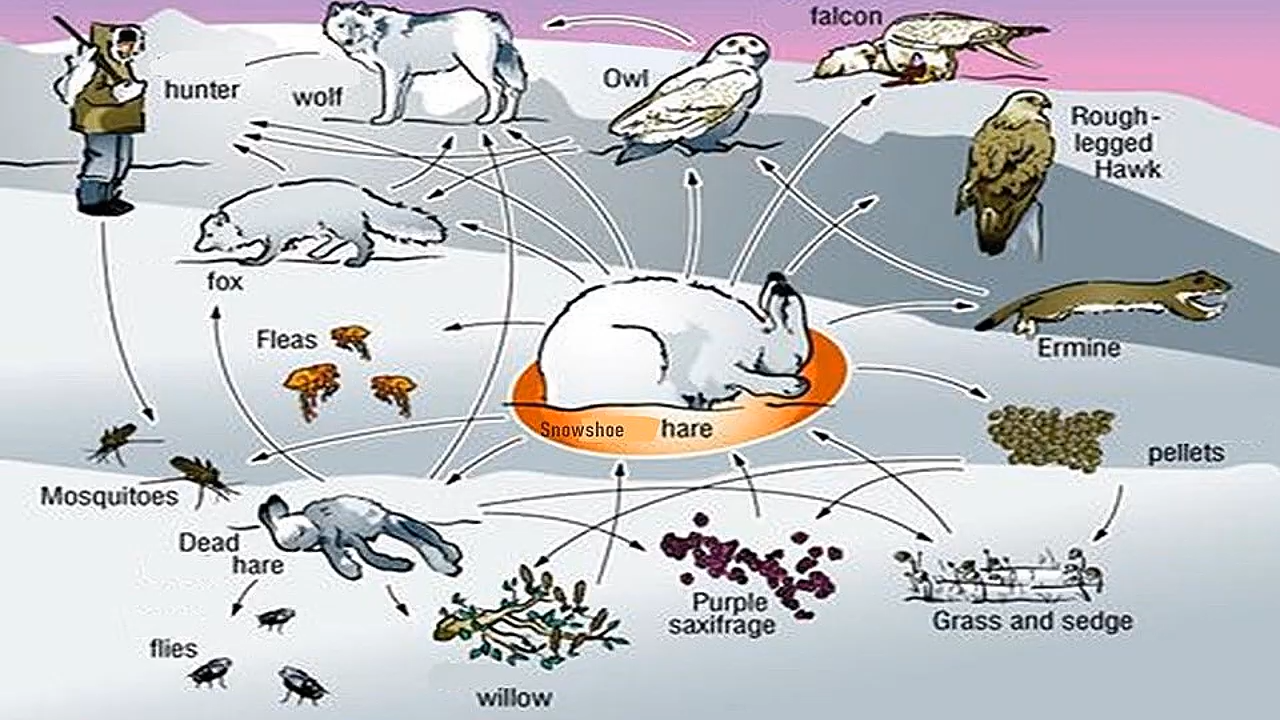 falcon
hunter
wolf
Owl
Rough-
legged
Hawk
fox
Fleas
Ermine
Snowshoe hare
pellets
Mosquitoes
Dead
hare
Purple
saxifrage
Grass and sedge
flies
willow